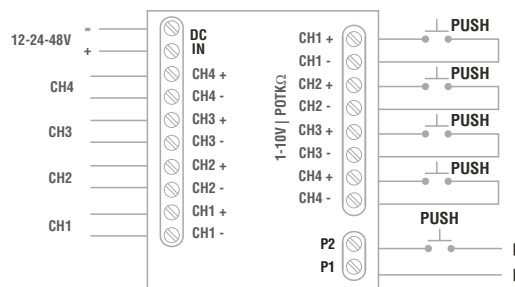 12-24-48V
-
+
DC
IN
CH4
CH4 +
CH4 -
CH3
CH3 +
CH3 -
CH2
CH2 +
CH2 -
CH1
CH1 +
CH1 -
1-10V | POTKΩ
CH1 +
CH1 -
CH2 +
CH2 -
CH3 +
CH3 -
CH4 +
CH4 -
P2
P1
PUSH
PUSH
PUSH
PUSH
PUSH